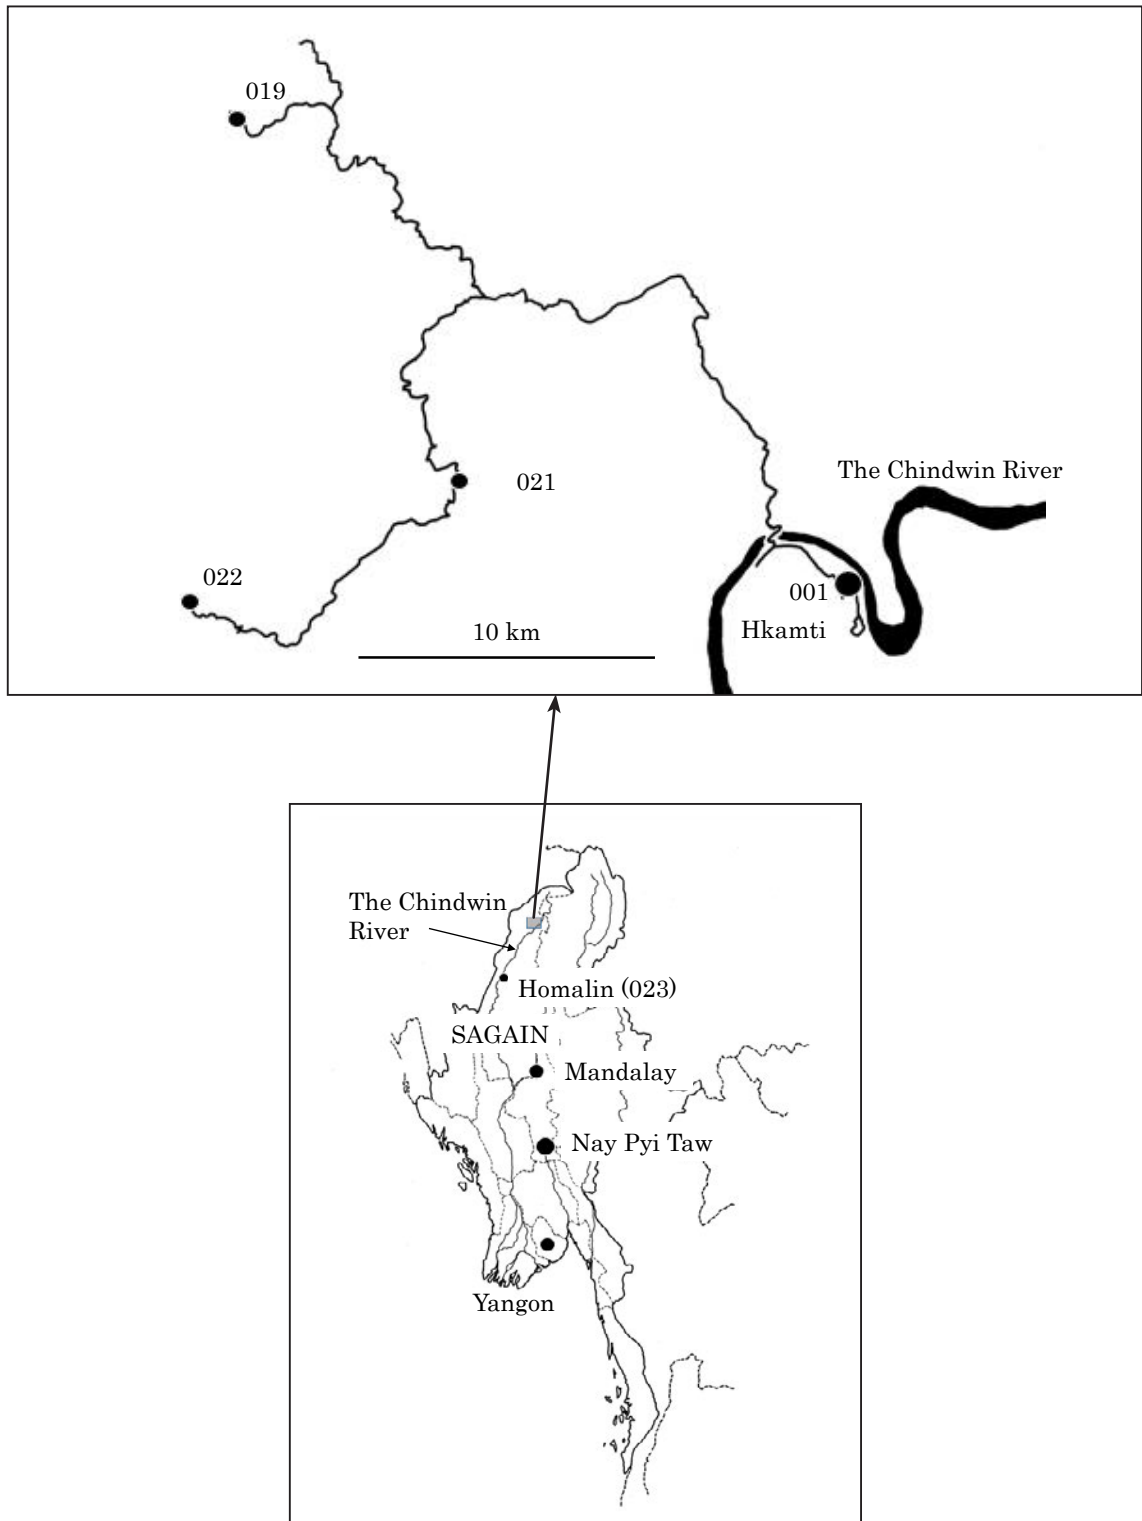 019
The Chindwin River
021
022
001
10 km
Hkamti
The Chindwin
River
Homalin (023)
SAGAIN
Mandalay
Nay Pyi Taw
Yangon